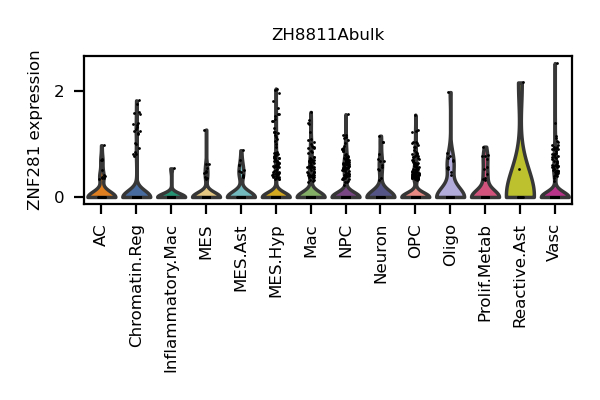 ZH8811Abulk
ZNF281 expression
2
0
AC
Chromatin.Reg
Inflammatory.Mac
MES
MES.Ast
MES.Hyp
Mac
NPC
Neuron
OPC
Oligo
Prolif.Metab
Reactive.Ast
Vasc